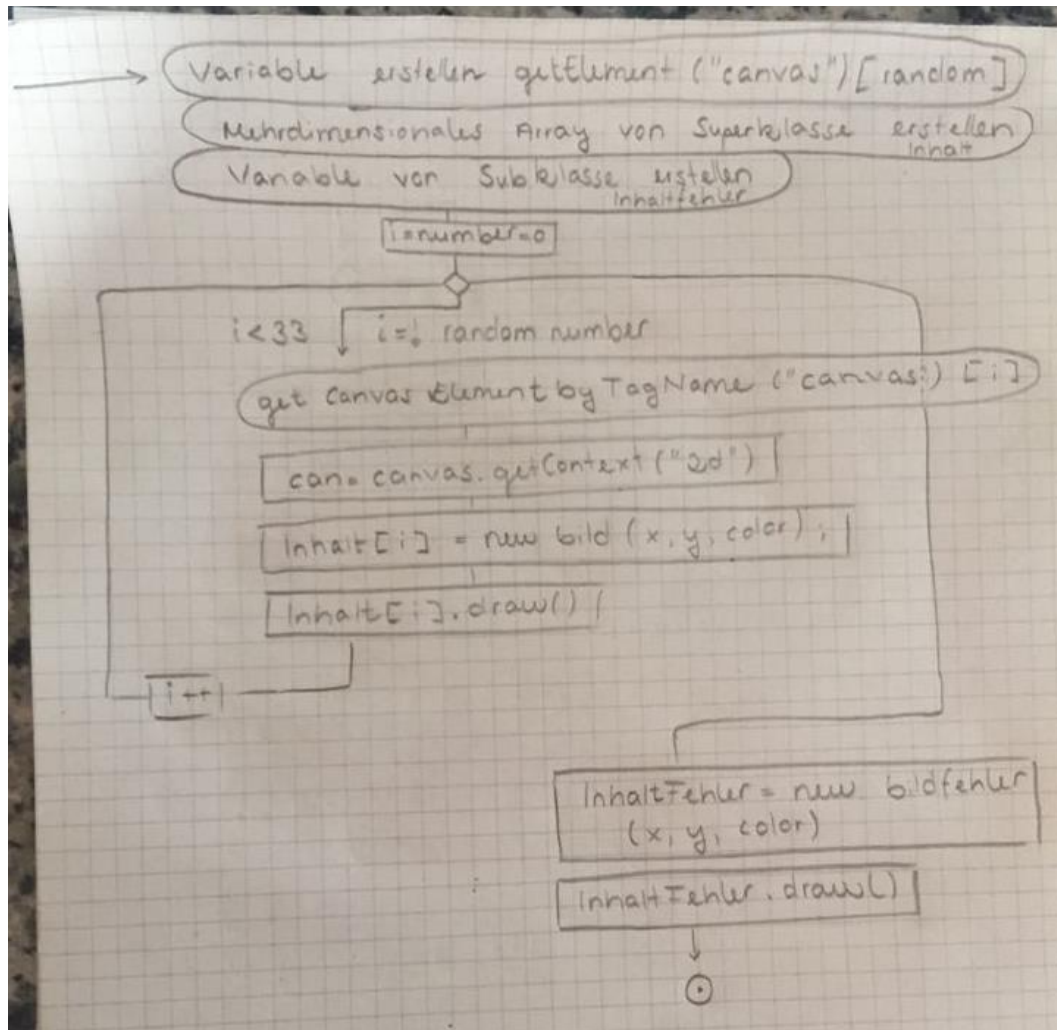 Variable erstellen getElement ("canvas") [random]
Mehrdimensionales Array von Superklasse erstellen
Inhalt
Variable von Subklasse erstellen
Inhaltfehler
i=number=0
i<33 i=! random number
get Canvas Element by TagName ("canvas") [i]
can= canvas.getContext("2d")
Inhalt[i] = new bild (x, y, color);
Inhalt[i].draw()
i++
InhaltFehler = new bildfehler
(x, y, color)
InhaltFehler.draw()